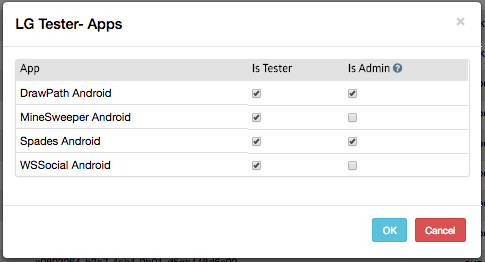 LG Tester- Apps ×
App Is Tester Is Admin ?
DrawPath Android
MineSweeper Android
Spades Android
WSSocial Android
OK Cancel